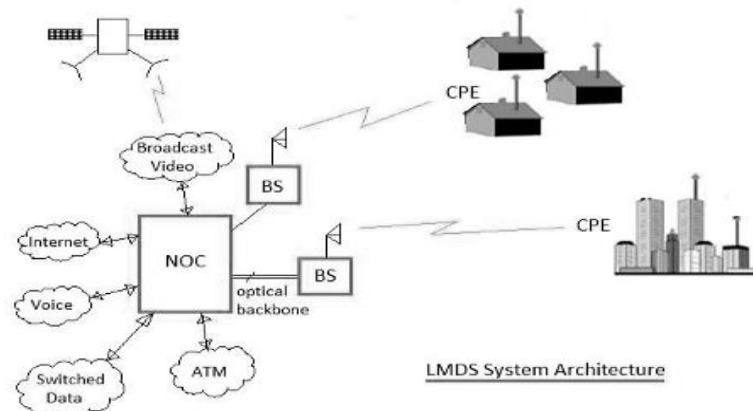 CPE
Broadcast
Video
BS
Internet
NOC
CPE
BS
optical
backbone
Voice
Switched
Data
ATM
LMDS System Architecture